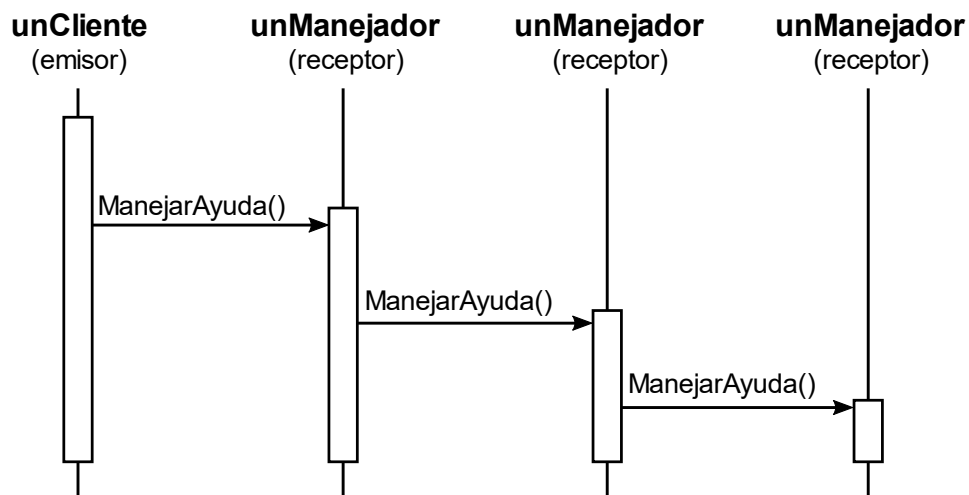 unCliente
(emisor)
unManejador
(receptor)
unManejador
(receptor)
unManejador
(receptor)
ManejarAyuda()
ManejarAyuda()
ManejarAyuda()